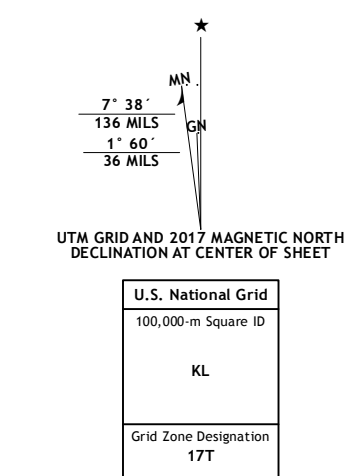 ★
MN
7° 38´
136 MILS
GN
1° 60´
36 MILS
UTM GRID AND 2017 MAGNETIC NORTH
DECLINATION AT CENTER OF SHEET
U.S. National Grid
100,000-m Square ID
KL
Grid Zone Designation
17T